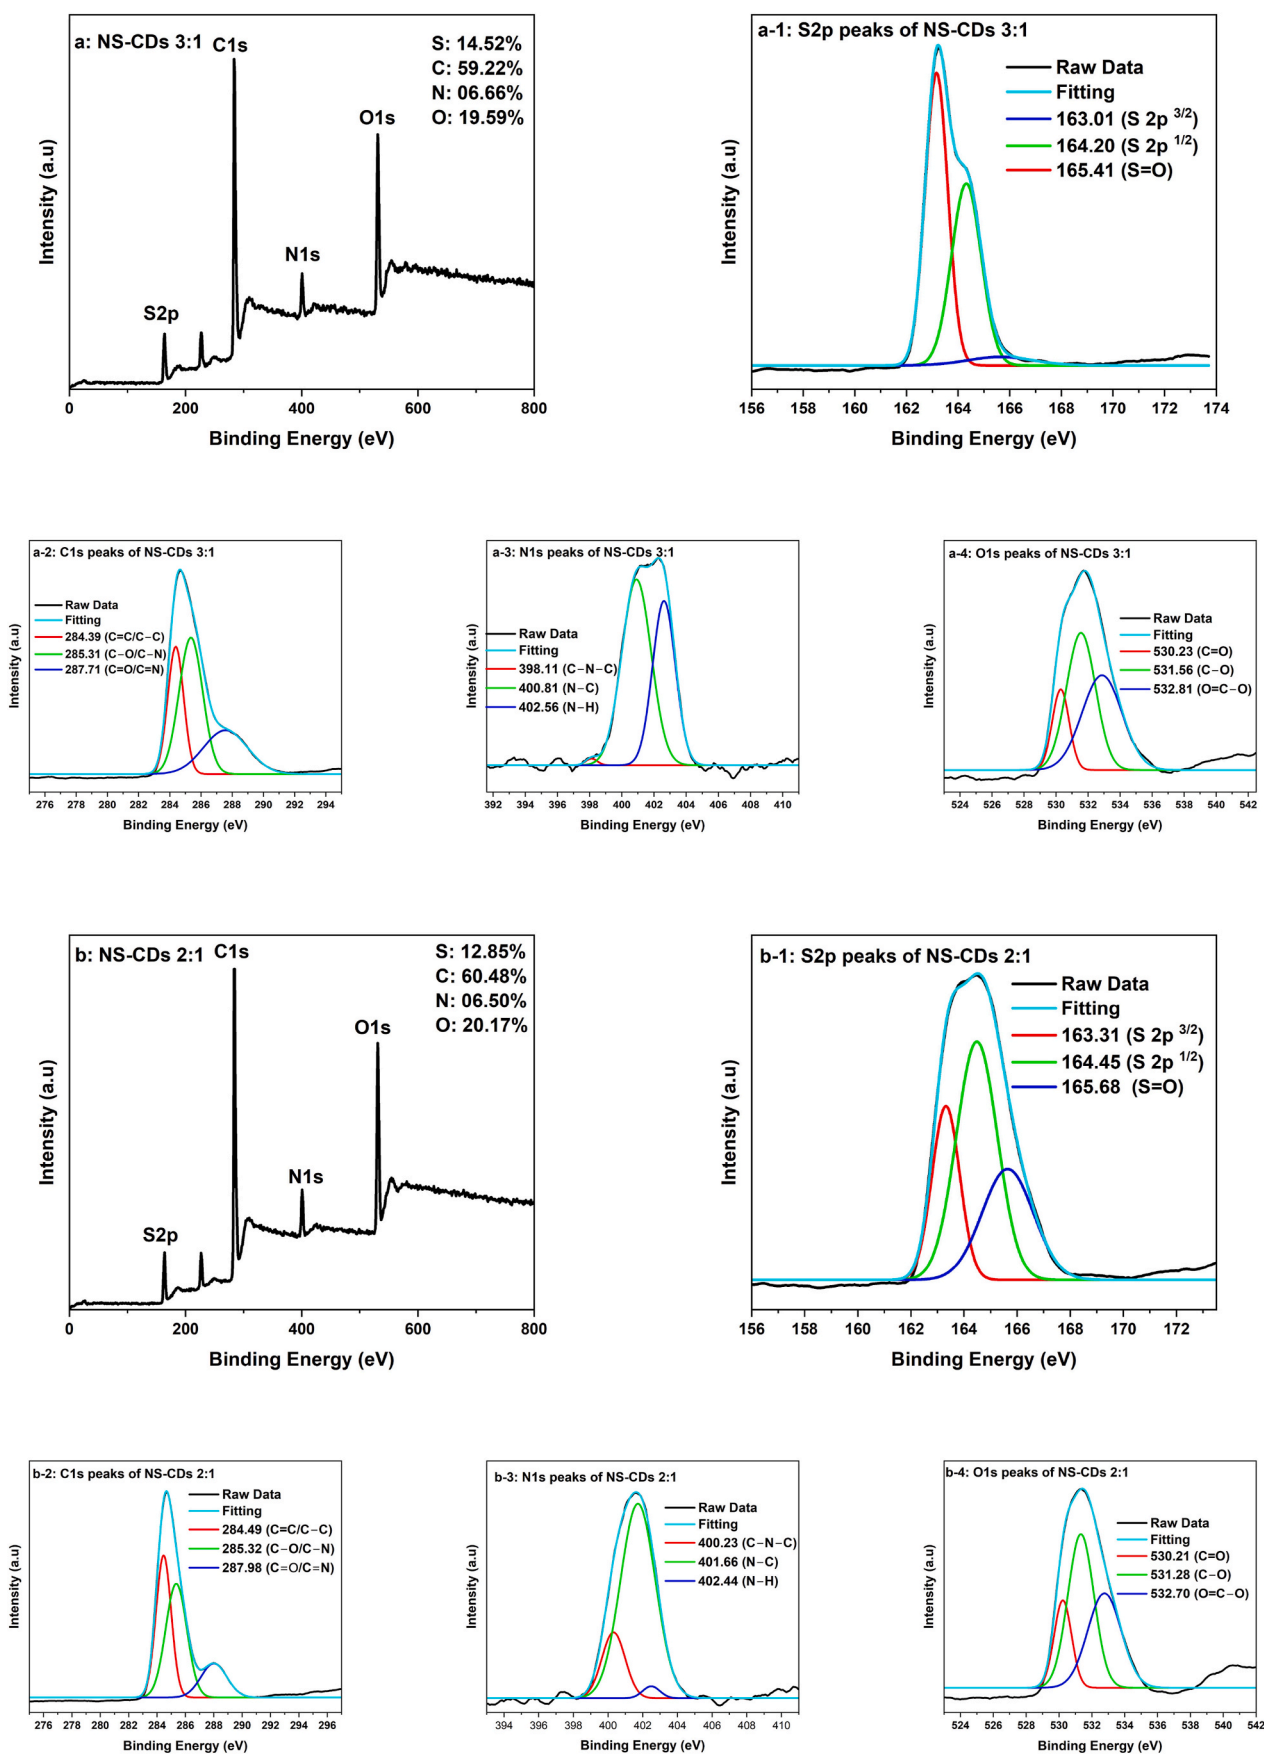 a: NS-CDs 3:1
C1s
S: 14.52%
C: 59.22%
N: 06.66%
O: 19.59%
O1s
N1s
S2p
Intensity (a.u)
0 200 400 600 800
Binding Energy (eV)
a-1: S2p peaks of NS-CDs 3:1
Raw Data
Fitting
163.01 (S 2p 3/2)
164.20 (S 2p 1/2)
165.41 (S=O)
Intensity (a.u)
156 158 160 162 164 166 168 170 172 174
Binding Energy (eV)
a-2: C1s peaks of NS-CDs 3:1
Raw Data
Fitting
284.39 (C=C/C-C)
285.31 (C-O/C-N)
287.71 (C=O/C=N)
Intensity (a.u)
276 278 280 282 284 286 288 290 292 294
Binding Energy (eV)
a-3: N1s peaks of NS-CDs 3:1
Raw Data
Fitting
398.11 (C-N-C)
400.81 (N-C)
402.56 (N-H)
Intensity (a.u)
392 394 396 398 400 402 404 406 408 410
Binding Energy (eV)
a-4: O1s peaks of NS-CDs 3:1
Raw Data
Fitting
530.23 (C=O)
531.56 (C-O)
532.81 (O=C-O)
Intensity (a.u)
524 526 528 530 532 534 536 538 540 542
Binding Energy (eV)
b: NS-CDs 2:1
C1s
S: 12.85%
C: 60.48%
N: 06.50%
O: 20.17%
O1s
N1s
S2p
Intensity (a.u)
0 200 400 600 800
Binding Energy (eV)
b-1: S2p peaks of NS-CDs 2:1
Raw Data
Fitting
163.31 (S 2p 3/2)
164.45 (S 2p 1/2)
165.68 (S=O)
Intensity (a.u)
156 158 160 162 164 166 168 170 172
Binding Energy (eV)
b-2: C1s peaks of NS-CDs 2:1
Raw Data
Fitting
284.49 (C=C/C-C)
285.32 (C-O/C-N)
287.98 (C=O/C=N)
Intensity (a.u)
276 278 280 282 284 286 288 290 292 294 296
Binding Energy (eV)
b-3: N1s peaks of NS-CDs 2:1
Raw Data
Fitting
400.23 (C-N-C)
401.66 (N-C)
402.44 (N-H)
Intensity (a.u)
394 396 398 400 402 404 406 408 410
Binding Energy (eV)
b-4: O1s peaks of NS-CDs 2:1
Raw Data
Fitting
530.21 (C=O)
531.28 (C-O)
532.70 (O=C-O)
Intensity (a.u)
524 526 528 530 532 534 536 538 540 542
Binding Energy (eV)